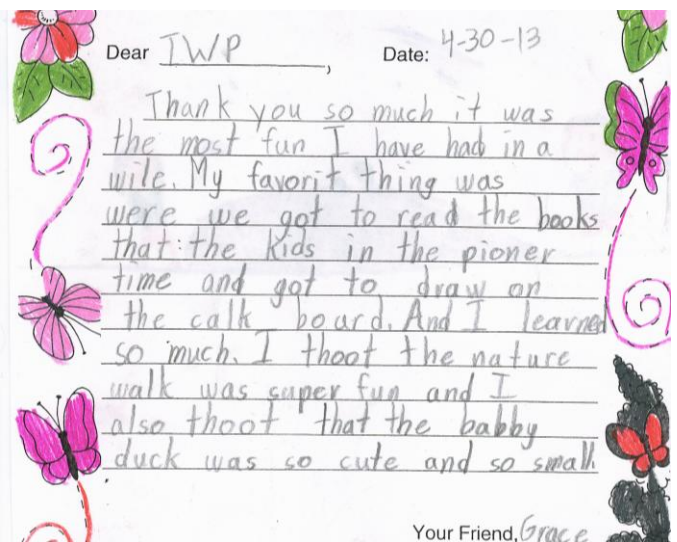 Dear IWP, Date: 4-30-13
Thank you so much it was
the most fun I have had in a
wile. My favorit thing was
were we got to read the books
that the kids in the pioner
time and got to draw on
the calk board. And I learned
so much. I thoot the nature
walk was super fun and I
also thoot that the babby
duck was so cute and so small.
Your Friend, Grace